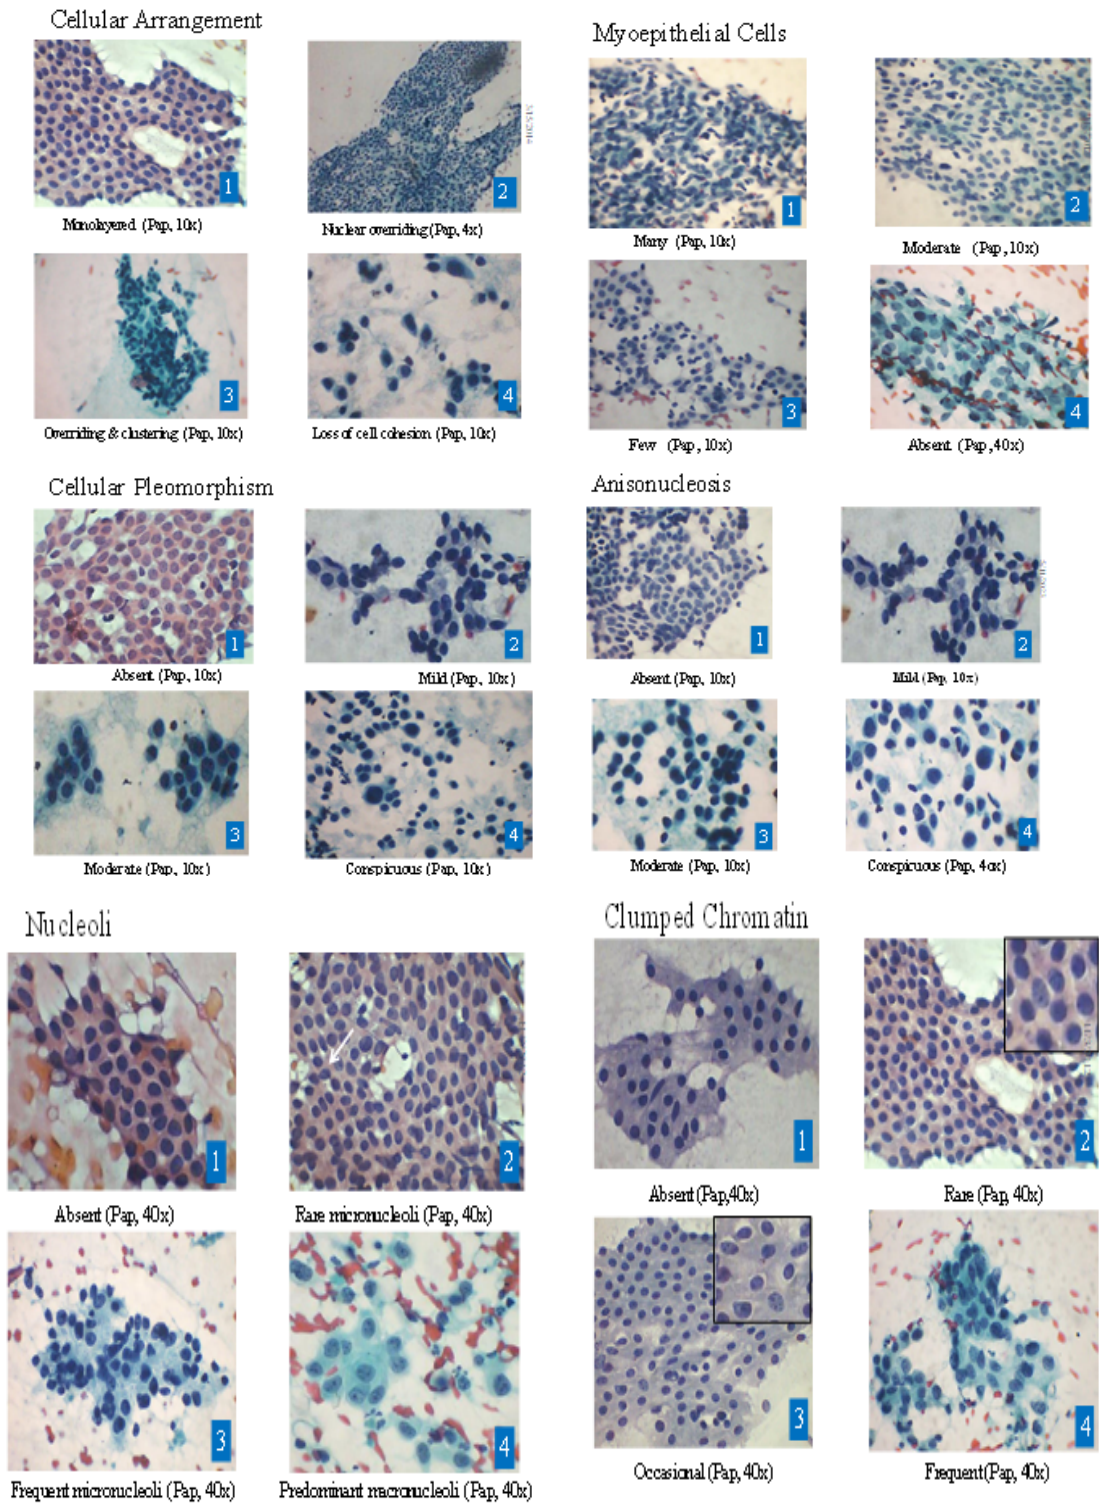 Cellular Arrangement
1
2
Monolayered (Pap, 10x)
Nuclear overriding (Pap, 4x)
3
4
Overriding & clustering (Pap, 10x)
Loss of cell cohesion (Pap, 10x)
Myoepithelial Cells
1
2
Many (Pap, 10x)
Moderate (Pap, 10x)
3
4
Few (Pap, 10x)
Absent (Pap, 40x)
Cellular Pleomorphism
1
2
Absent (Pap, 10x)
Mild (Pap, 10x)
3
4
Moderate (Pap, 10x)
Conspicuous (Pap, 10x)
Anisonucleosis
1
2
Absent (Pap, 10x)
Mild (Pap, 10x)
3
4
Moderate (Pap, 10x)
Conspicuous (Pap, 40x)
Nucleoli
1
2
Absent (Pap, 40x)
Rare micronucleoli (Pap, 40x)
3
4
Frequent micronucleoli (Pap, 40x)
Predominant macronucleoli (Pap, 40x)
Clumped Chromatin
1
2
Absent (Pap,40x)
Rare (Pap, 40x)
3
4
Occasional (Pap, 40x)
Frequent(Pap, 40x)